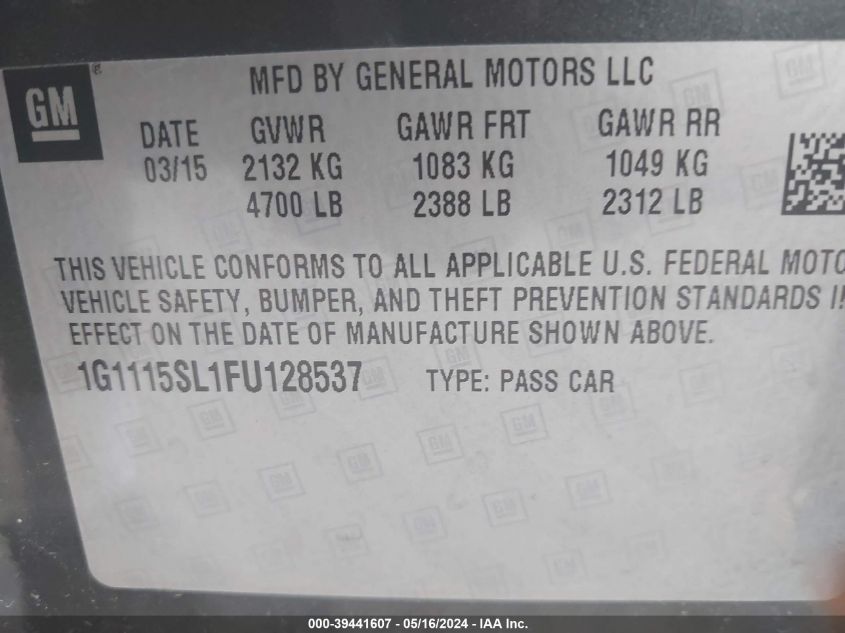 GM
MFD BY GENERAL MOTORS LLC
DATE GVWR GAWR FRT GAWR RR
03/15 2132 KG 1083 KG 1049 KG
4700 LB 2388 LB 2312 LB
THIS VEHICLE CONFORMS TO ALL APPLICABLE U.S. FEDERAL MOTO
VEHICLE SAFETY, BUMPER, AND THEFT PREVENTION STANDARDS IN
EFFECT ON THE DATE OF MANUFACTURE SHOWN ABOVE.
1G1115SL1FU128537 TYPE: PASS CAR
000-39441607 - 05/16/2024 - IAA Inc.